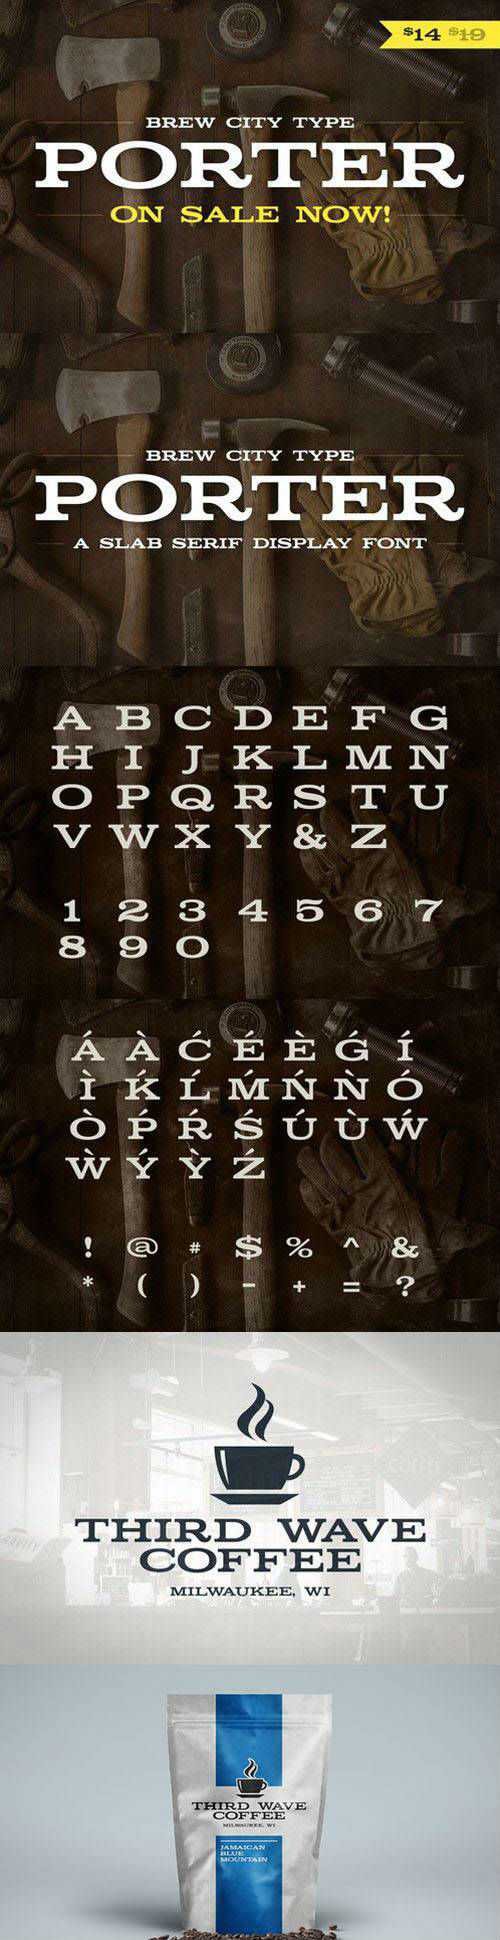 $14 $19
BREW CITY TYPE
PORTER
ON SALE NOW!
BREW CITY TYPE
PORTER
A SLAB SERIF DISPLAY FONT
A B C D E F G
H I J K L M N
O P Q R S T U
V W X Y & Z
1 2 3 4 5 6 7
8 9 0
Á À Ć É È Ǵ Í
Ì Ḱ Ĺ Ḿ Ń Ǹ Ó
Ò Ṕ Ŕ Ś Ú Ù Ẃ
Ẁ Ý Ỳ Ź
! @ # $ % ^ &
* ( ) - + = ?
THIRD WAVE
COFFEE
MILWAUKEE, WI
THIRD WAVE
COFFEE
MILWAUKEE, WI
JAMAICAN
BLUE
MOUNTAIN